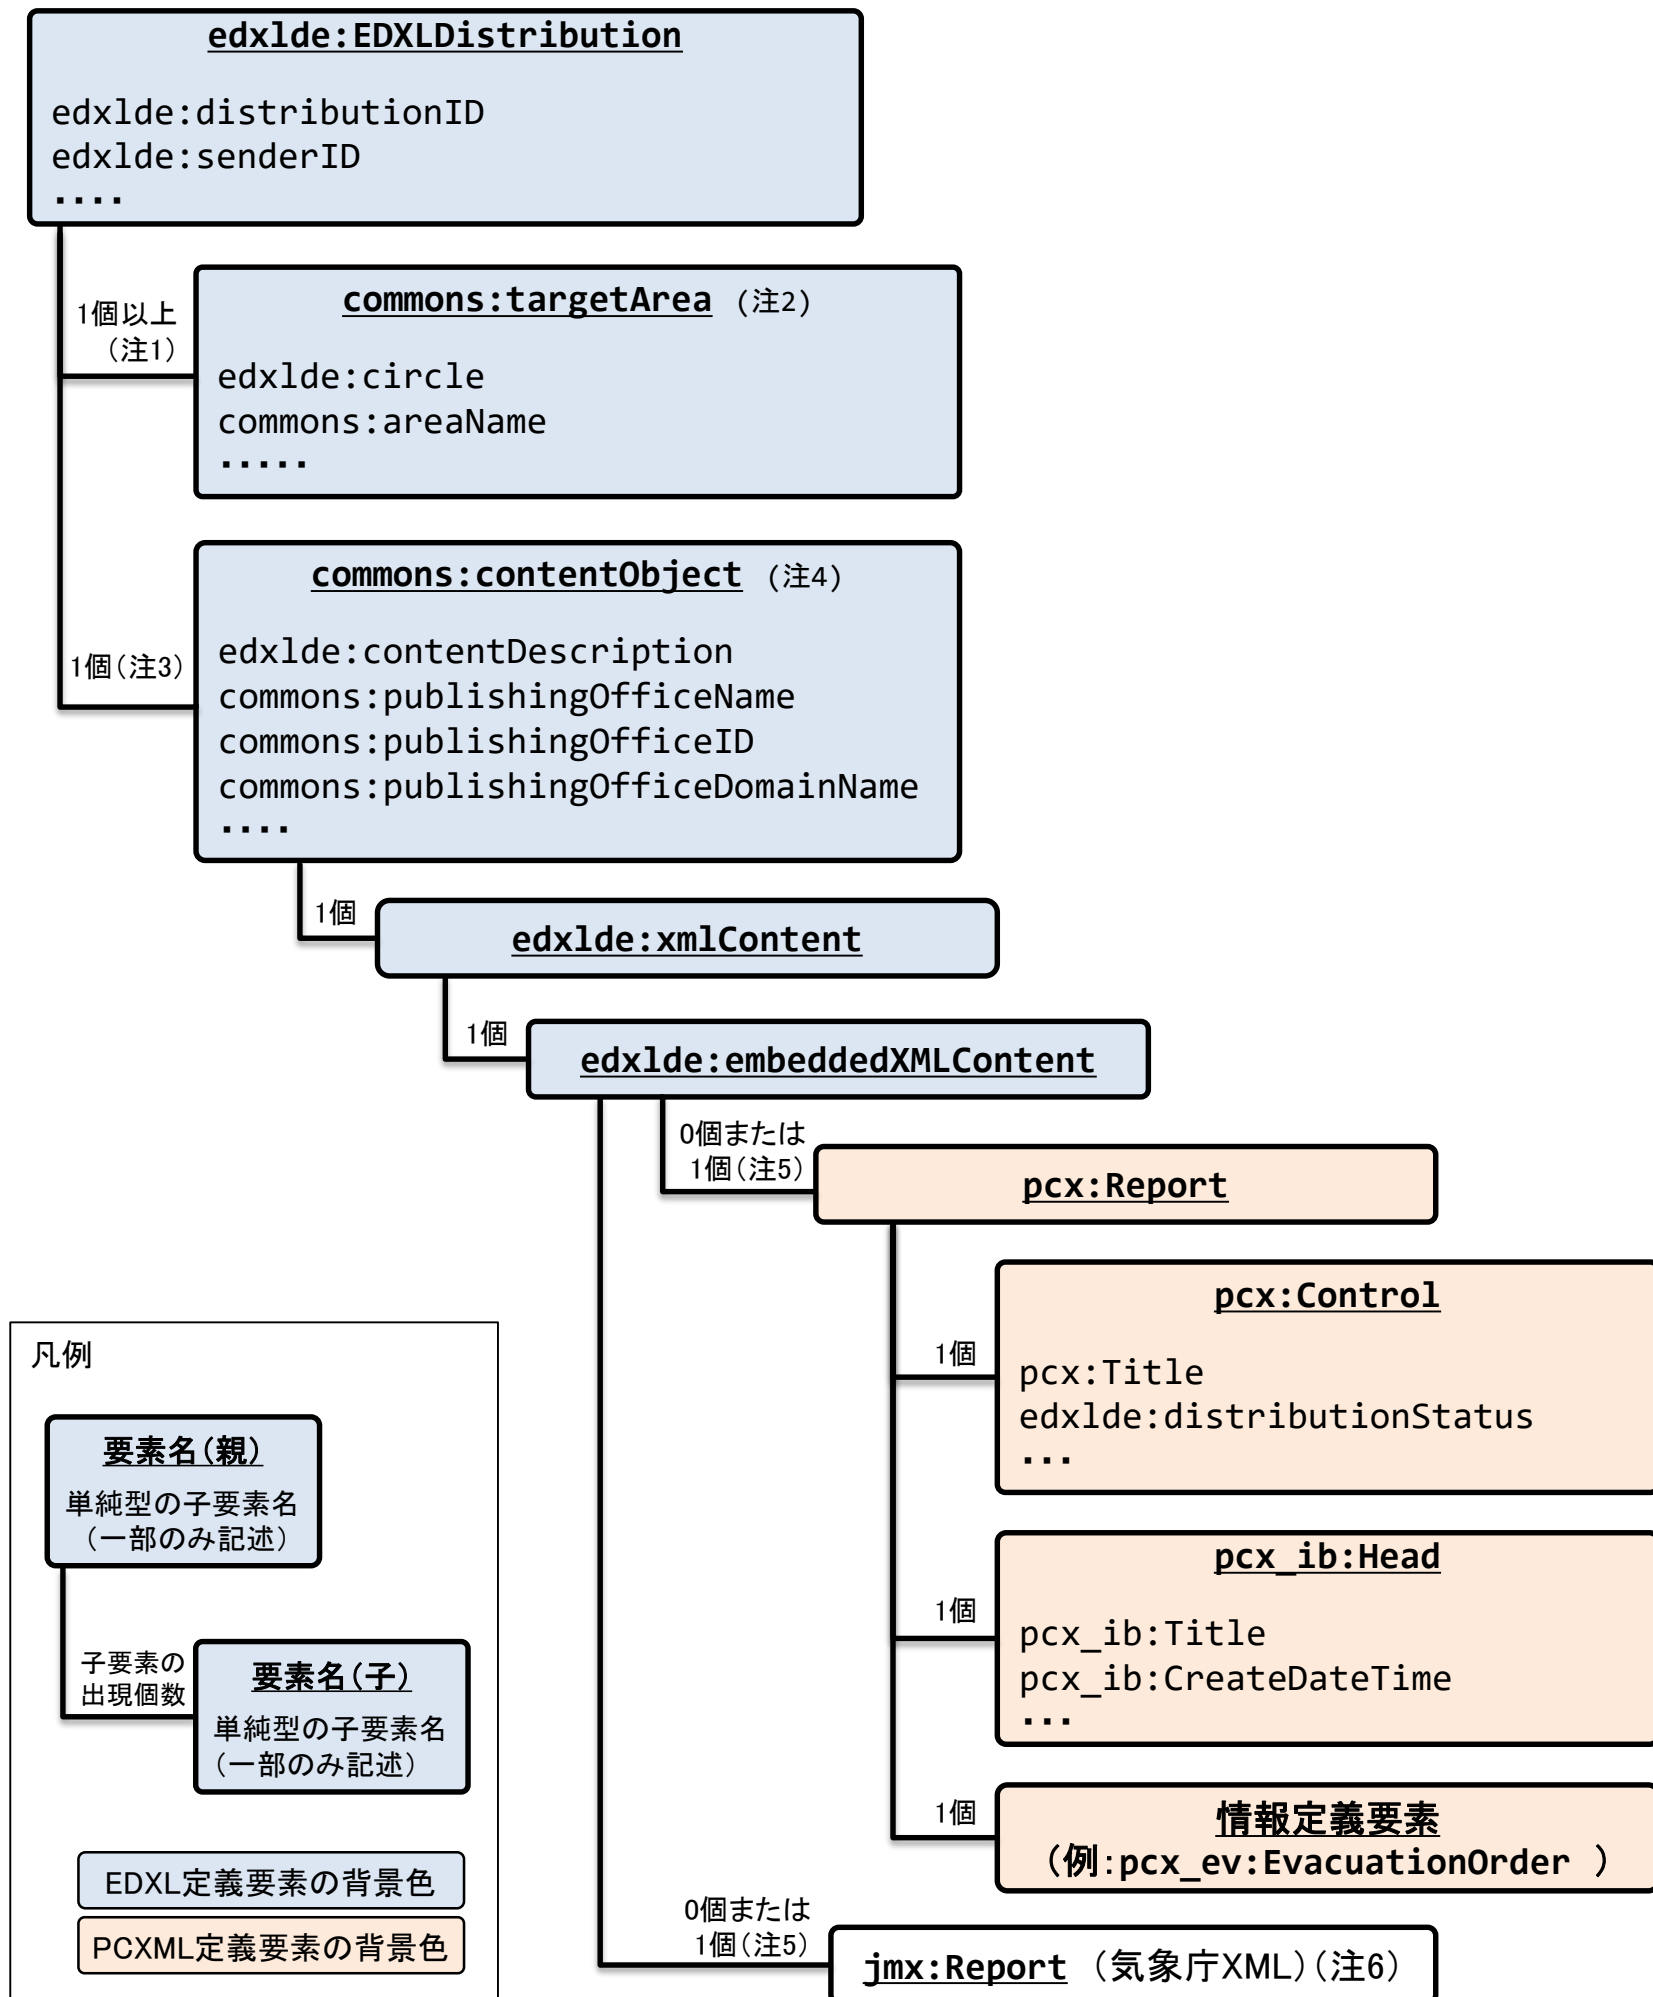 edxlde:EDXLDistribution
edxlde:distributionID
edxlde:senderID
....
1個以上
(注1)
commons:targetArea (注2)
edxlde:circle
commons:areaName
.....
1個(注3)
commons:contentObject (注4)
edxlde:contentDescription
commons:publishingOfficeName
commons:publishingOfficeID
commons:publishingOfficeDomainName
....
1個
edxlde:xmlContent
1個
edxlde:embeddedXMLContent
0個または
1個(注5)
pcx:Report
1個
pcx:Control
pcx:Title
edxlde:distributionStatus
...
1個
pcx_ib:Head
pcx_ib:Title
pcx_ib:CreateDateTime
...
1個
情報定義要素
(例:pcx_ev:EvacuationOrder )
0個または
1個(注5)
jmx:Report (気象庁XML)(注6)
凡例
要素名(親)
単純型の子要素名
(一部のみ記述)
子要素の
出現個数
要素名(子)
単純型の子要素名
(一部のみ記述)
EDXL定義要素の背景色
PCXML定義要素の背景色